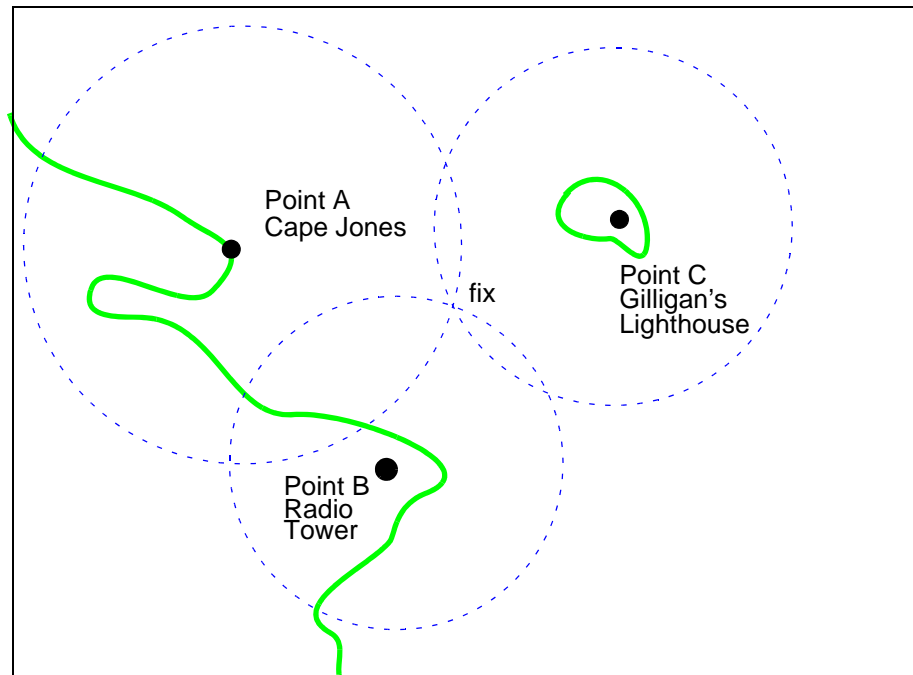 Point A
Cape Jones
fix
Point C
Gilligan's
Lighthouse
Point B
Radio
Tower